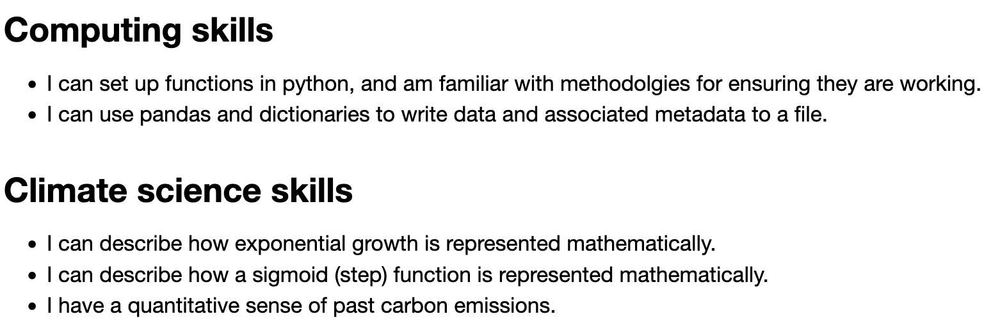 Computing skills
• I can set up functions in python, and am familiar with methodolgies for ensuring they are working.
• I can use pandas and dictionaries to write data and associated metadata to a file.
Climate science skills
• I can describe how exponential growth is represented mathematically.
• I can describe how a sigmoid (step) function is represented mathematically.
• I have a quantitative sense of past carbon emissions.